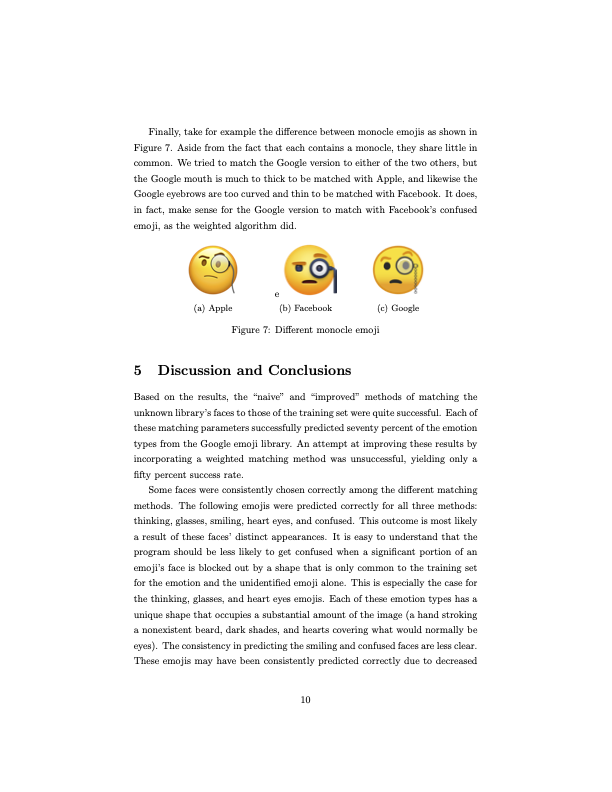 Finally, take for example the difference between monocle emojis as shown in
Figure 7. Aside from the fact that each contains a monocle, they share little in
common. We tried to match the Google version to either of the two others, but
the Google mouth is much to thick to be matched with Apple, and likewise the
Google eyebrows are too curved and thin to be matched with Facebook. It does,
in fact, make sense for the Google version to match with Facebook's confused
emoji, as the weighted algorithm did.
e
(a) Apple (b) Facebook (c) Google
Figure 7: Different monocle emoji
5 Discussion and Conclusions
Based on the results, the “naive” and “improved” methods of matching the
unknown library's faces to those of the training set were quite successful. Each of
these matching parameters successfully predicted seventy percent of the emotion
types from the Google emoji library. An attempt at improving these results by
incorporating a weighted matching method was unsuccessful, yielding only a
fifty percent success rate.
Some faces were consistently chosen correctly among the different matching
methods. The following emojis were predicted correctly for all three methods:
thinking, glasses, smiling, heart eyes, and confused. This outcome is most likely
a result of these faces' distinct appearances. It is easy to understand that the
program should be less likely to get confused when a significant portion of an
emoji's face is blocked out by a shape that is only common to the training set
for the emotion and the unidentified emoji alone. This is especially the case for
the thinking, glasses, and heart eyes emojis. Each of these emotion types has a
unique shape that occupies a substantial amount of the image (a hand stroking
a nonexistent beard, dark shades, and hearts covering what would normally be
eyes). The consistency in predicting the smiling and confused faces are less clear.
These emojis may have been consistently predicted correctly due to decreased
10